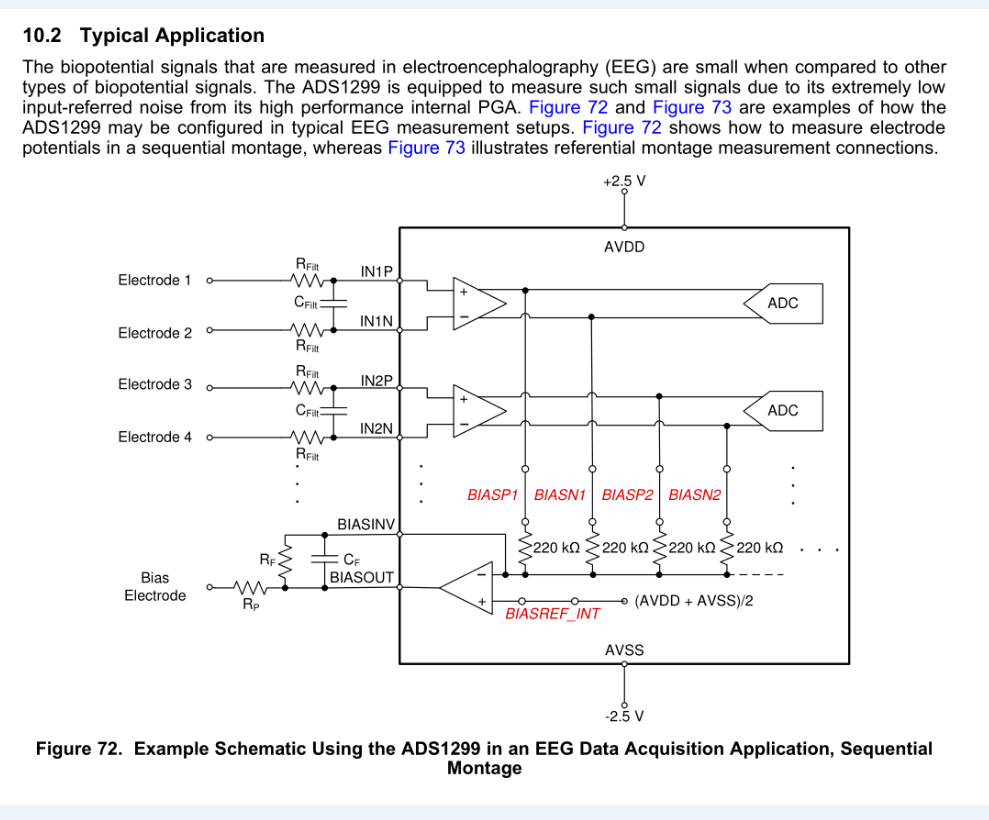 10.2 Typical Application
The biopotential signals that are measured in electroencephalography (EEG) are small when compared to other
types of biopotential signals. The ADS1299 is equipped to measure such small signals due to its extremely low
input-referred noise from its high performance internal PGA. Figure 72 and Figure 73 are examples of how the
ADS1299 may be configured in typical EEG measurement setups. Figure 72 shows how to measure electrode
potentials in a sequential montage, whereas Figure 73 illustrates referential montage measurement connections.
+2.5 V
AVDD
Electrode 1
RFilt
IN1P
+
ADC
CFilt
Electrode 2
IN1N
−
RFilt
Electrode 3
RFilt
IN2P
+
ADC
CFilt
Electrode 4
IN2N
−
RFilt
BIASP1 BIASN1 BIASP2 BIASN2
BIASINV
220 kΩ 220 kΩ 220 kΩ 220 kΩ
RF
CF
Bias
Electrode
BIASOUT
−
RP
+
(AVDD + AVSS)/2
BIASREF_INT
AVSS
-2.5 V
Figure 72. Example Schematic Using the ADS1299 in an EEG Data Acquisition Application, Sequential
Montage